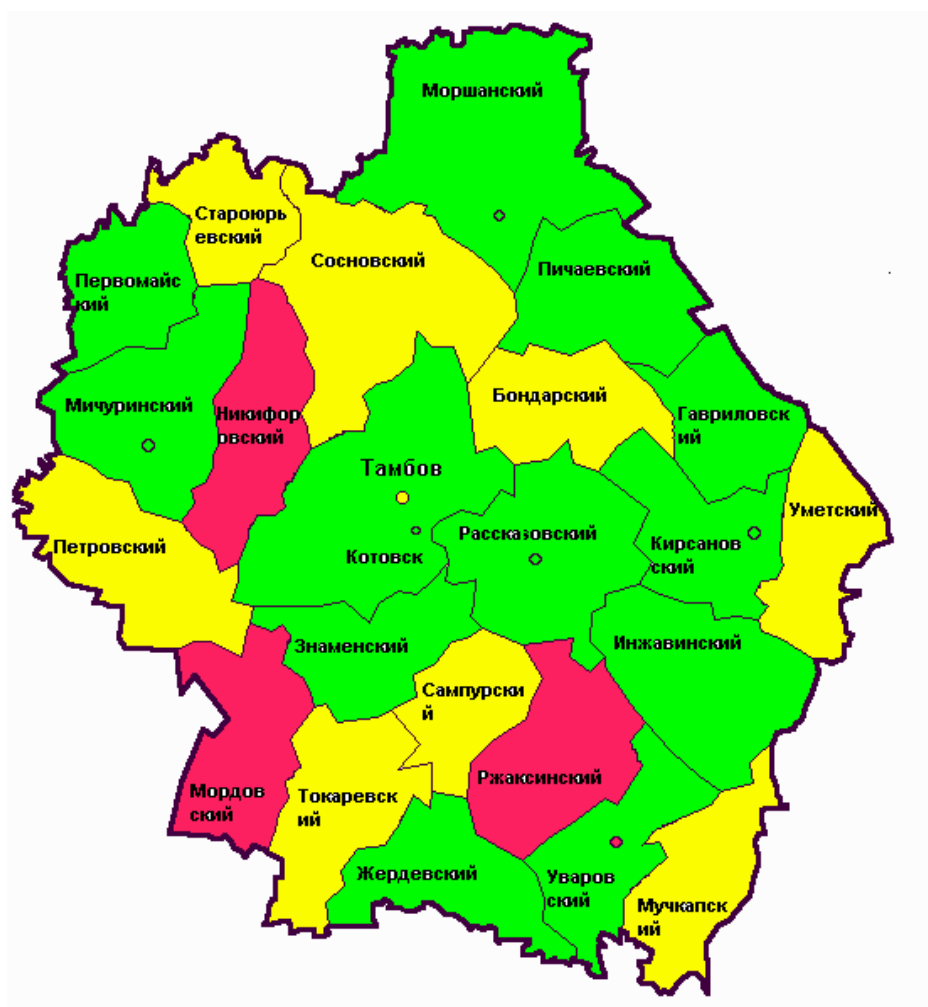 Моршанский
Староюрь
евский
Сосновский
Пичаевский
Первомайс
кий
Мичуринский
Никифор
овский
Бондарский
Гавриловск
ий
Тамбов
Уметский
Петровский
Котовск
Рассказовский
Кирсанов
ский
Знаменский
Инжавинский
Сампурски
й
Ржаксинский
Мордов
ский
Токаревск
ий
Жердевский
Уваров
ский
Мучкапск
ий